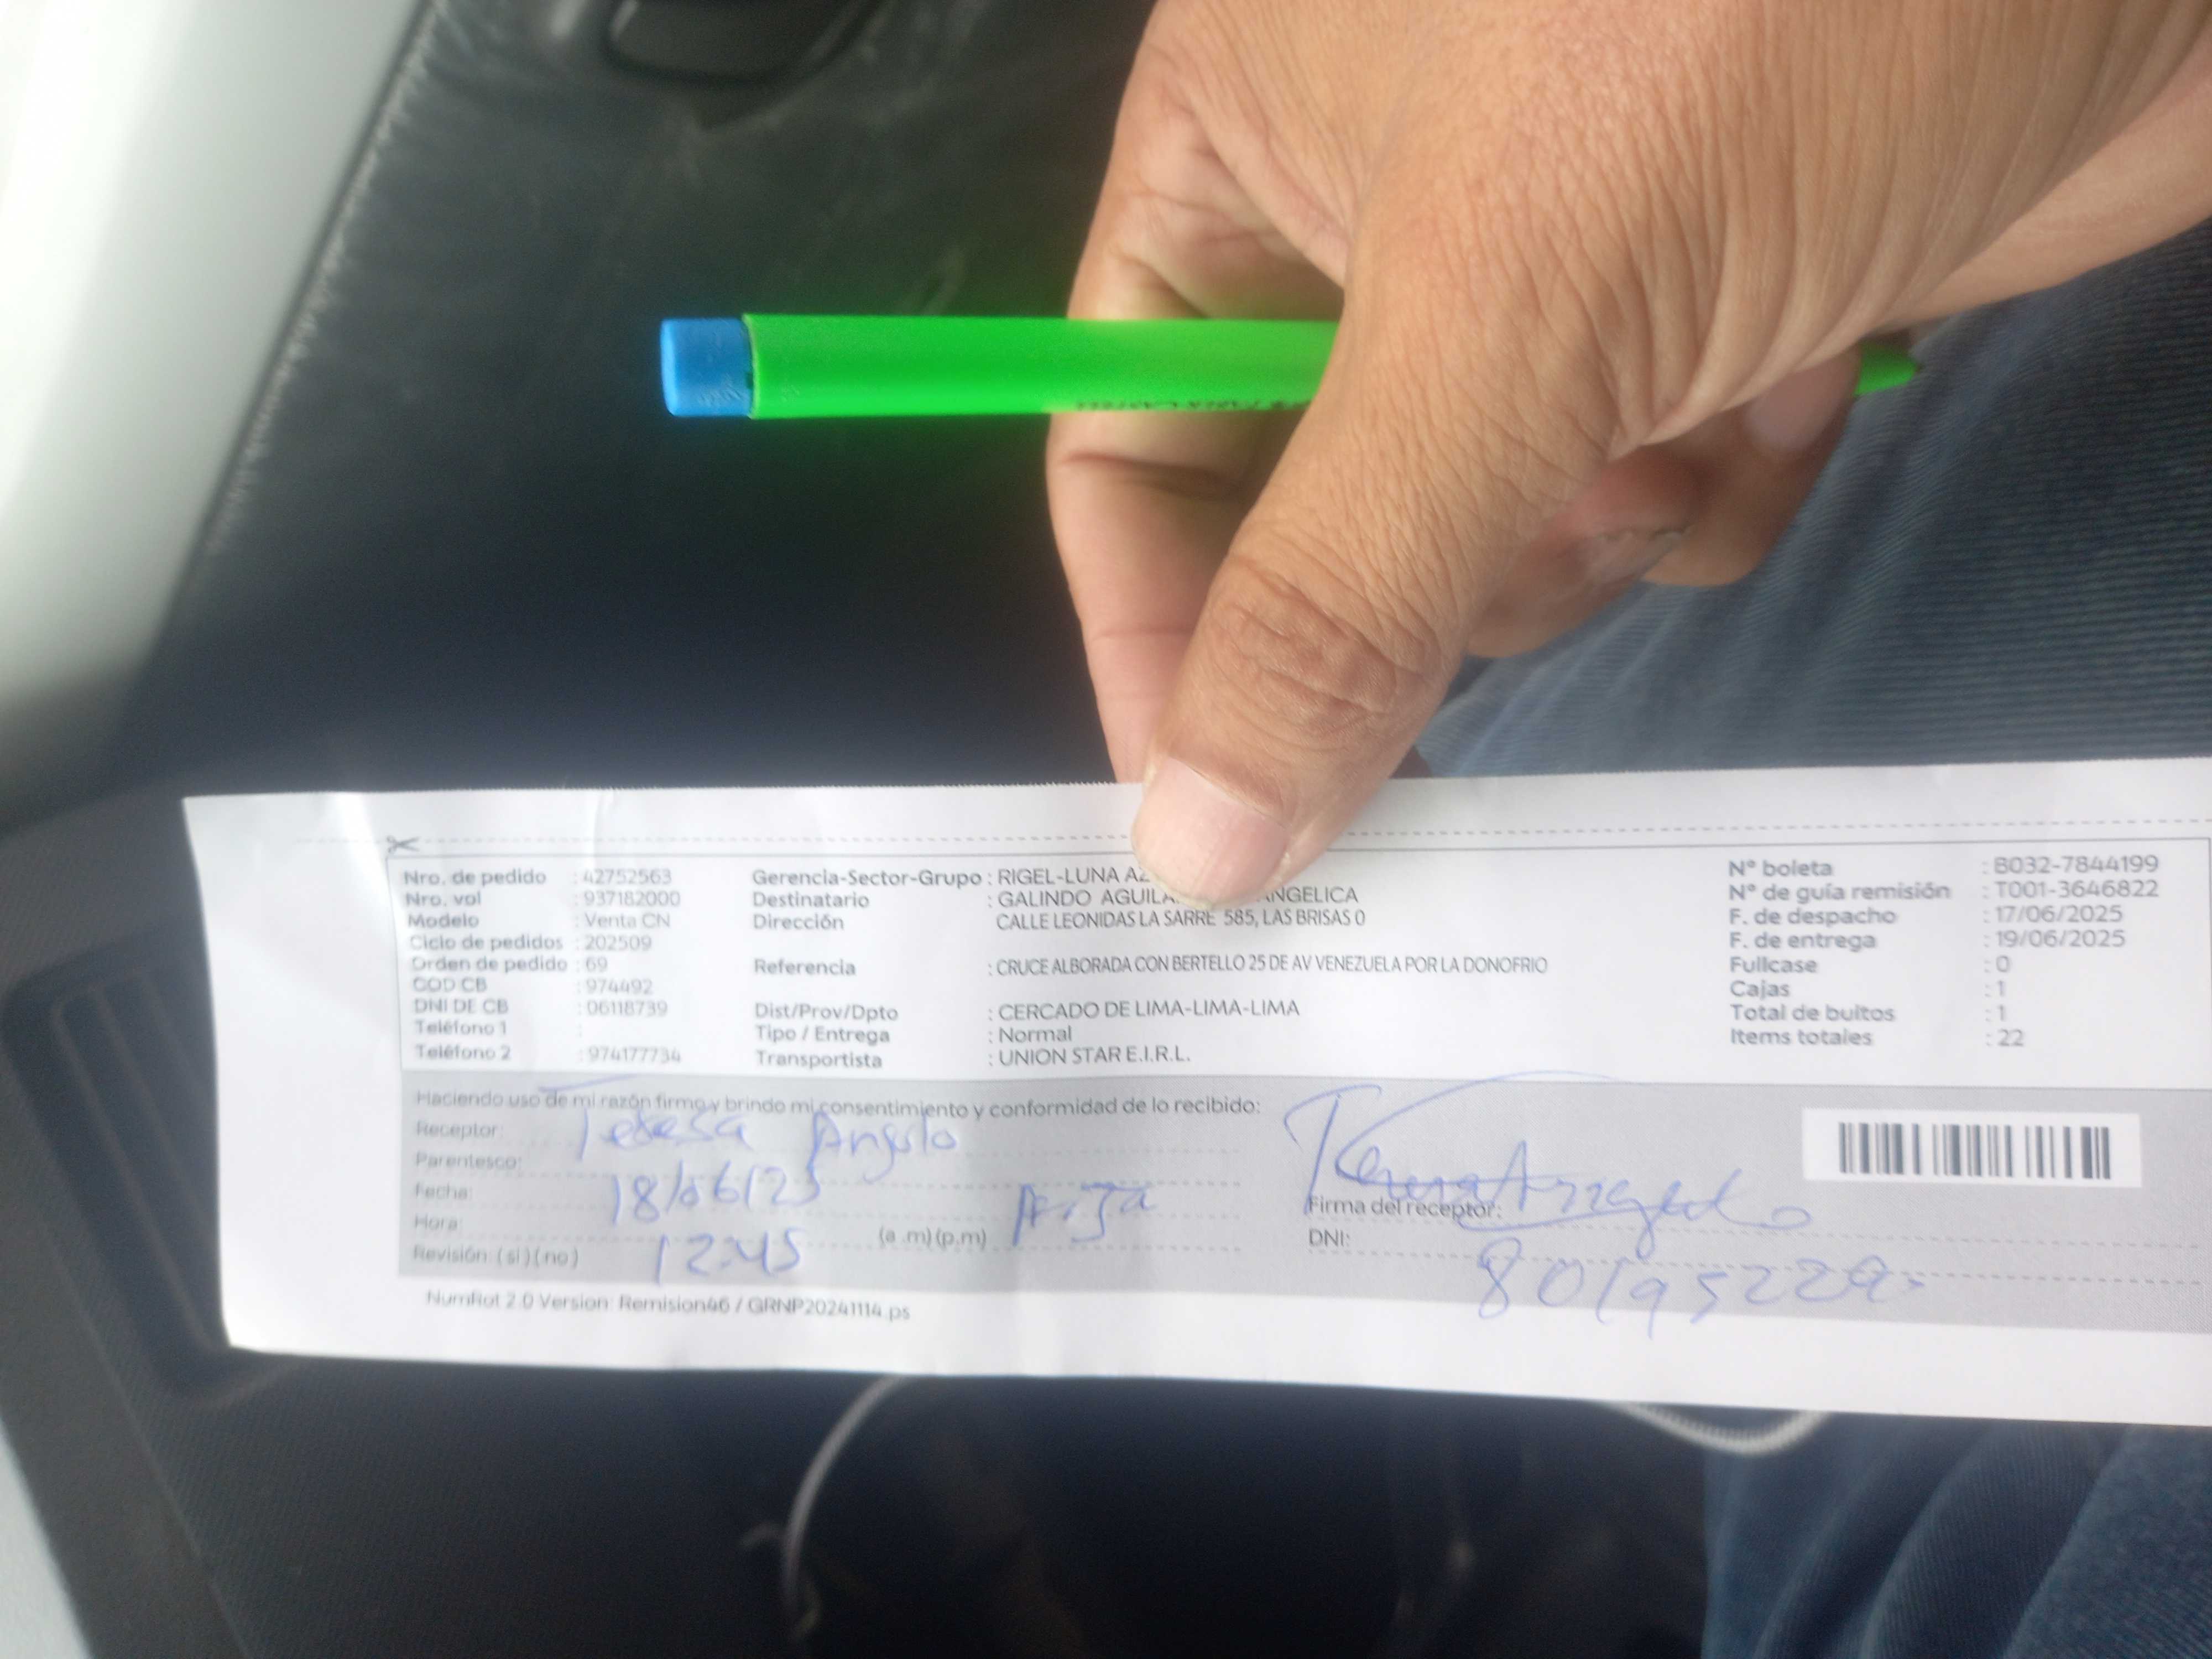 Nro. de pedido : 42752563
Nro. vol : 937182000
Modelo : Venta CN
Ciclo de pedidos : 202509
Orden de pedido : 69
COD CB : 974492
DNI DE CB : 06118739
Teléfono 1 :
Teléfono 2 : 974177734
Gerencia-Sector-Grupo : RIGEL-LUNA AZ
Destinatario : GALINDO AGUILA ANGELICA
Dirección CALLE LEONIDAS LA SARRE 585, LAS BRISAS 0
Referencia : CRUCE ALBORADA CON BERTELLO 25 DE AV VENEZUELA POR LA DONOFRIO
Dist/Prov/Dpto : CERCADO DE LIMA-LIMA-LIMA
Tipo / Entrega : Normal
Transportista : UNION STAR E.I.R.L.
Nº boleta : B032-7844199
Nº de guía remisión : T001-3646822
F. de despacho : 17/06/2025
F. de entrega : 19/06/2025
Fullcase : 0
Cajas : 1
Total de bultos : 1
Items totales : 22
Haciendo uso de mi razón firmo y brindo mi consentimiento y conformidad de lo recibido:
Receptor: Teresa Angulo
Parentesco:
Fecha: 18/06/25
Hora: 12:45 (a.m)(p.m)
Revisión: (si)(no)
Firma del receptor:
DNI: 80195229
NumRot 2.0 Version: Remision46 / GRNP20241114.ps